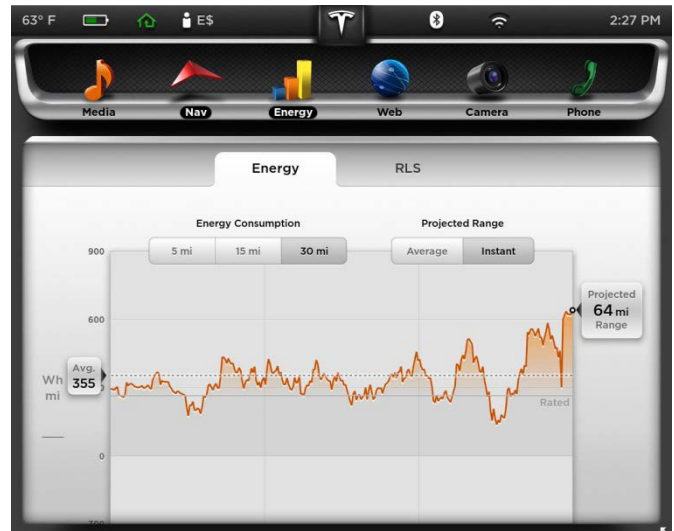 63° F
E$
2:27 PM
Media
Nav
Energy
Web
Camera
Phone
Energy
RLS
Energy Consumption
Projected Range
5 mi
15 mi
30 mi
Average
Instant
900
600
Projected
64 mi
Range
Avg.
355
Wh
mi
Rated
0